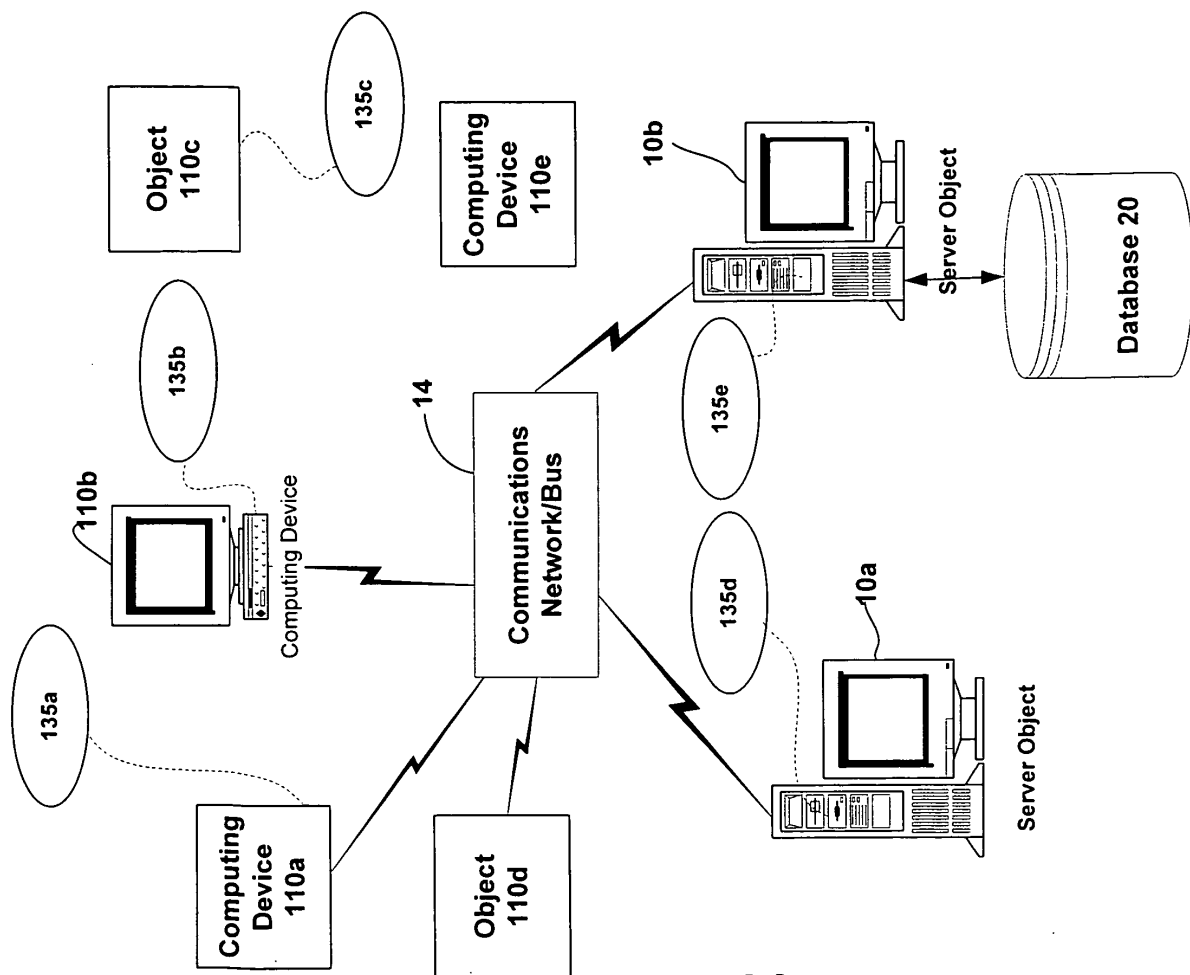 135a
Computing
Device
110a
Object
110d
110b
Computing Device
135b
Object
110c
135c
Computing
Device
110e
14
Communications
Network/Bus
135d
10a
Server Object
135e
10b
Server Object
Database 20